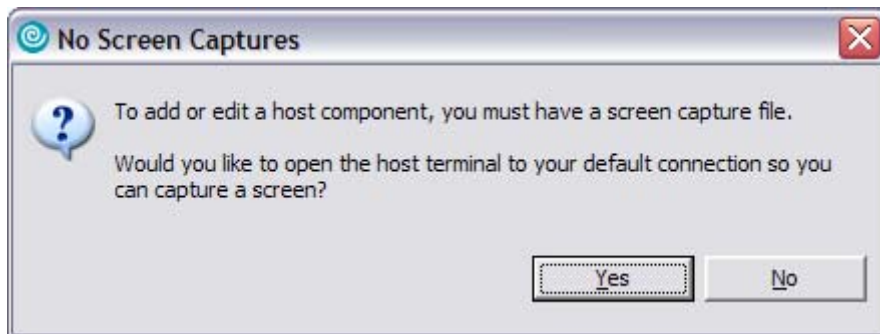 No Screen Captures
To add or edit a host component, you must have a screen capture file.
Would you like to open the host terminal to your default connection so you
can capture a screen?
Yes
No